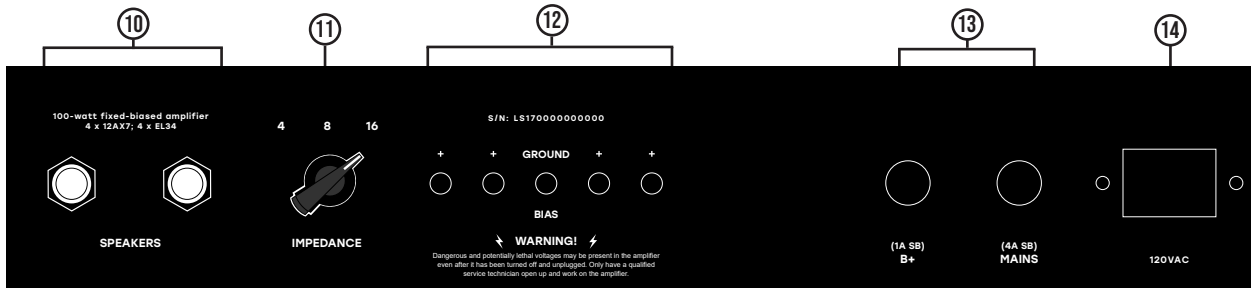 10 11 12 13 14
100-watt fixed-biased amplifier
4 x 12AX7; 4 x EL34
SPEAKERS
4 8 16
IMPEDANCE
S/N: LS170000000000
+ + GROUND + +
BIAS
WARNING!
Dangerous and potentially lethal voltages may be present in the amplifier
even after it has been turned off and unplugged. Only have a qualified
service technician open up and work on the amplifier.
(1A SB)
B+
(4A SB)
MAINS
120VAC